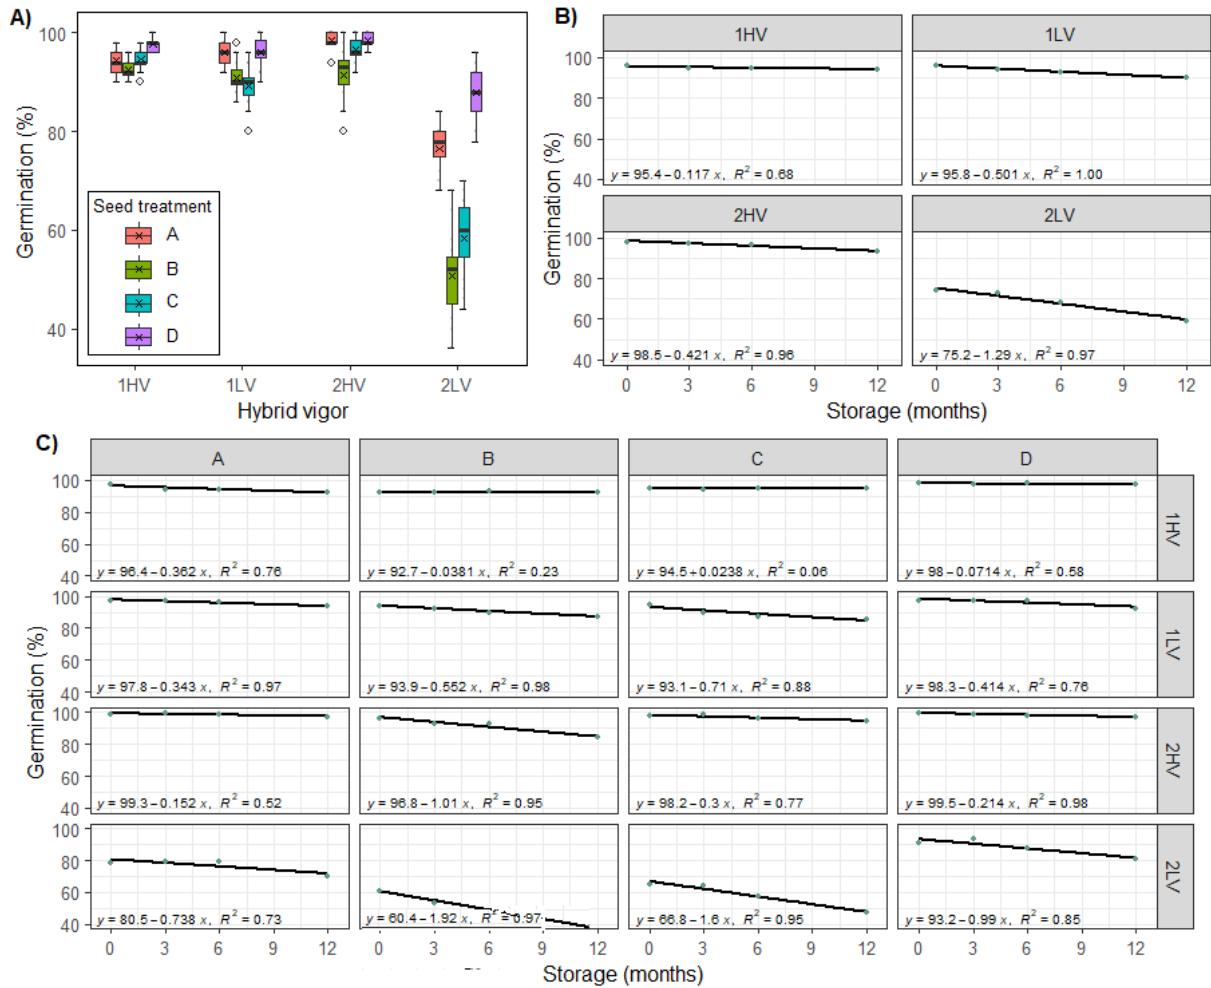 A)
Germination (%)
100
80
60
40
Seed treatment
A
B
C
D
1HV 1LV 2HV 2LV
Hybrid vigor
B)
Germination (%)
1HV 1LV
100
80
60
40
y = 95.4 − 0.117 x, R² = 0.68 y = 95.8 − 0.501 x, R² = 1.00
2HV 2LV
100
80
60
40
y = 98.5 − 0.421 x, R² = 0.96 y = 75.2 − 1.29 x, R² = 0.97
0 3 6 9 12 0 3 6 9 12
Storage (months)
C)
Germination (%)
A B C D
100
80
60
40
y = 96.4 − 0.362 x, R² = 0.76 y = 92.7 − 0.0381 x, R² = 0.23 y = 94.5 + 0.0238 x, R² = 0.06 y = 98 − 0.0714 x, R² = 0.58
1HV
100
80
60
40
y = 97.8 − 0.343 x, R² = 0.97 y = 93.9 − 0.552 x, R² = 0.98 y = 93.1 − 0.71 x, R² = 0.88 y = 98.3 − 0.414 x, R² = 0.76
1LV
100
80
60
40
y = 99.3 − 0.152 x, R² = 0.52 y = 96.8 − 1.01 x, R² = 0.95 y = 98.2 − 0.3 x, R² = 0.77 y = 99.5 − 0.214 x, R² = 0.98
2HV
100
80
60
40
y = 80.5 − 0.738 x, R² = 0.73 y = 60.4 − 1.92 x, R² = 0.97 y = 66.8 − 1.6 x, R² = 0.95 y = 93.2 − 0.99 x, R² = 0.85
2LV
0 3 6 9 12 0 3 6 9 12 0 3 6 9 12 0 3 6 9 12
Storage (months)